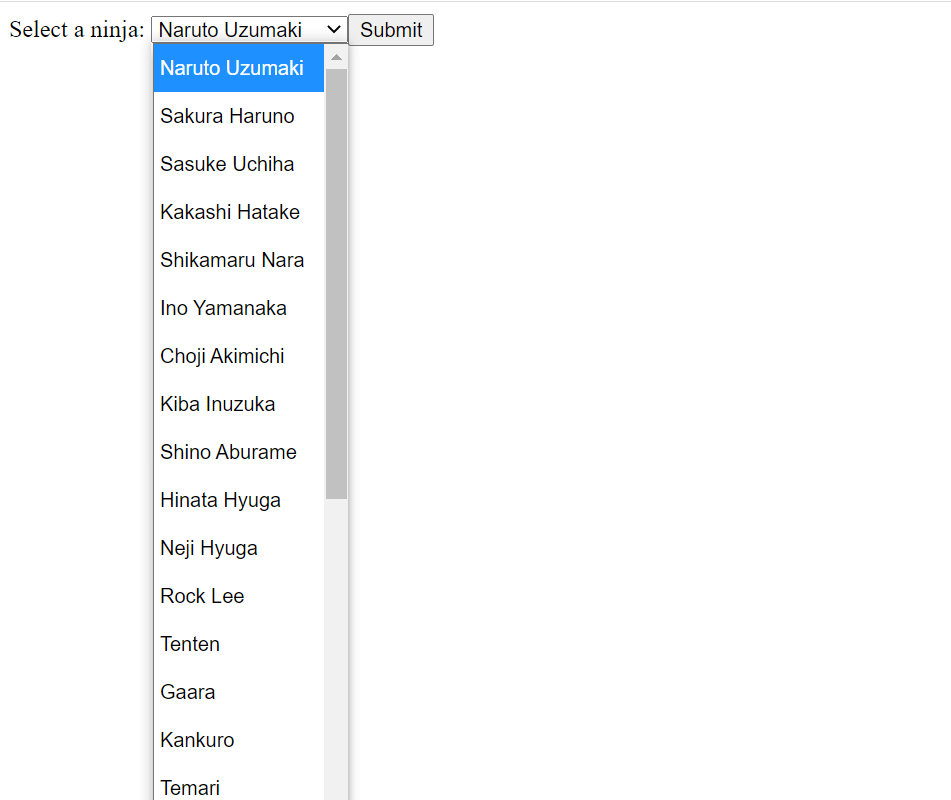 Select a ninja: Naruto Uzumaki Submit
Naruto Uzumaki
Sakura Haruno
Sasuke Uchiha
Kakashi Hatake
Shikamaru Nara
Ino Yamanaka
Choji Akimichi
Kiba Inuzuka
Shino Aburame
Hinata Hyuga
Neji Hyuga
Rock Lee
Tenten
Gaara
Kankuro
Temari